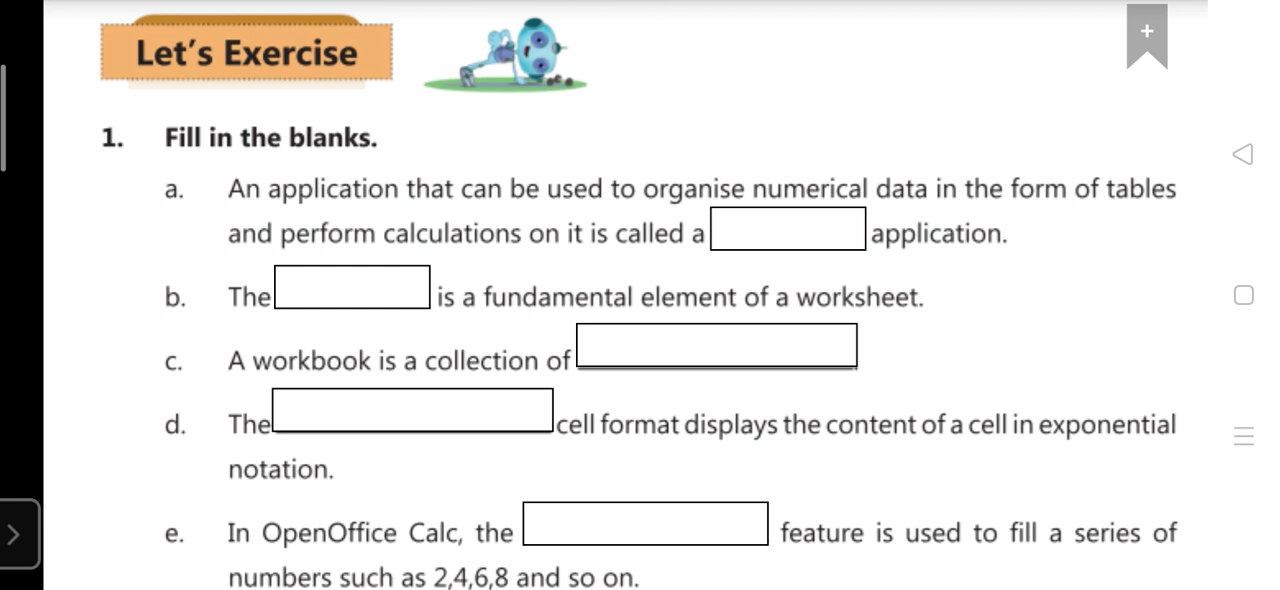 Let's Exercise
1. Fill in the blanks.
a. An application that can be used to organise numerical data in the form of tables
and perform calculations on it is called a application.
b. The is a fundamental element of a worksheet.
c. A workbook is a collection of
d. The cell format displays the content of a cell in exponential
notation.
e. In OpenOffice Calc, the feature is used to fill a series of
numbers such as 2,4,6,8 and so on.